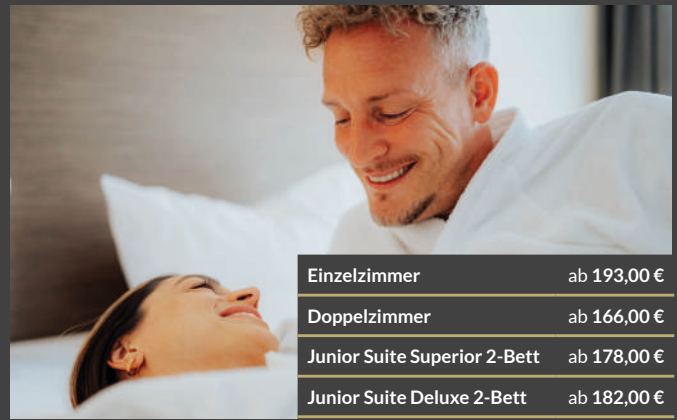 Einzelzimmer ab 193,00 €
Doppelzimmer ab 166,00 €
Junior Suite Superior 2-Bett ab 178,00 €
Junior Suite Deluxe 2-Bett ab 182,00 €